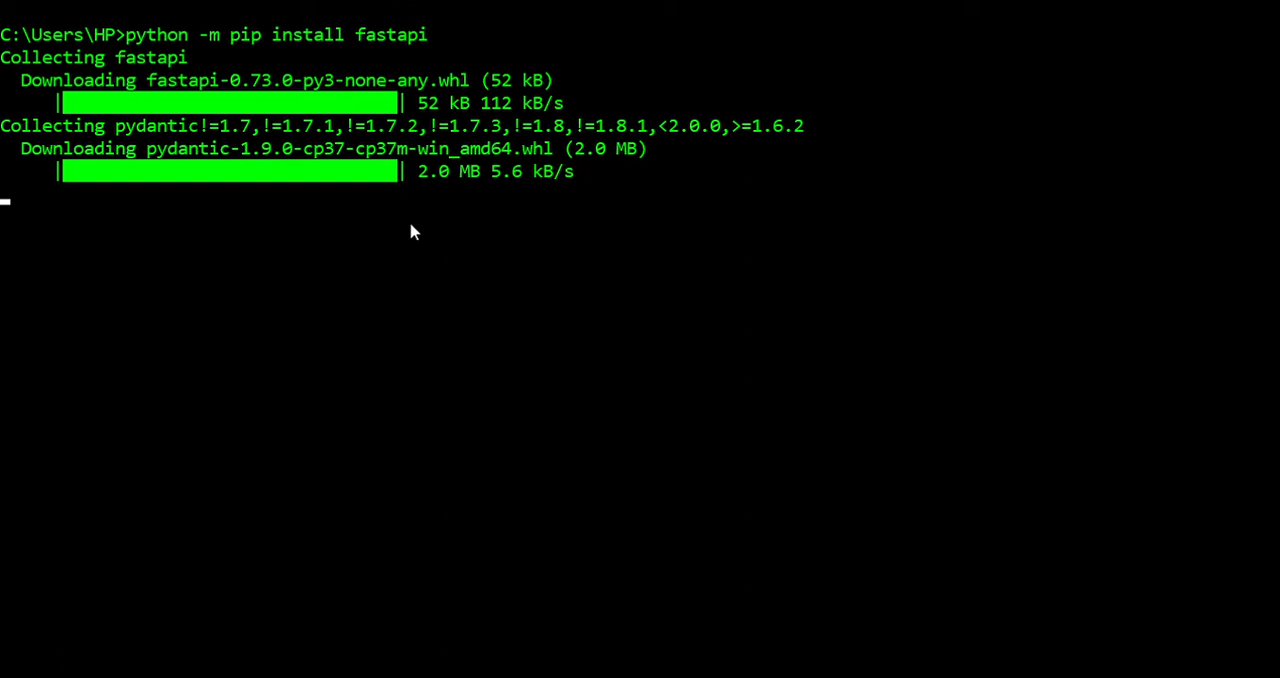 C:\Users\HP>python -m pip install fastapi
Collecting fastapi
  Downloading fastapi-0.73.0-py3-none-any.whl (52 kB)
     |████████████████████████████████| 52 kB 112 kB/s
Collecting pydantic!=1.7,!=1.7.1,!=1.7.2,!=1.7.3,!=1.8,!=1.8.1,<2.0.0,>=1.6.2
  Downloading pydantic-1.9.0-cp37-cp37m-win_amd64.whl (2.0 MB)
     |████████████████████████████████| 2.0 MB 5.6 kB/s